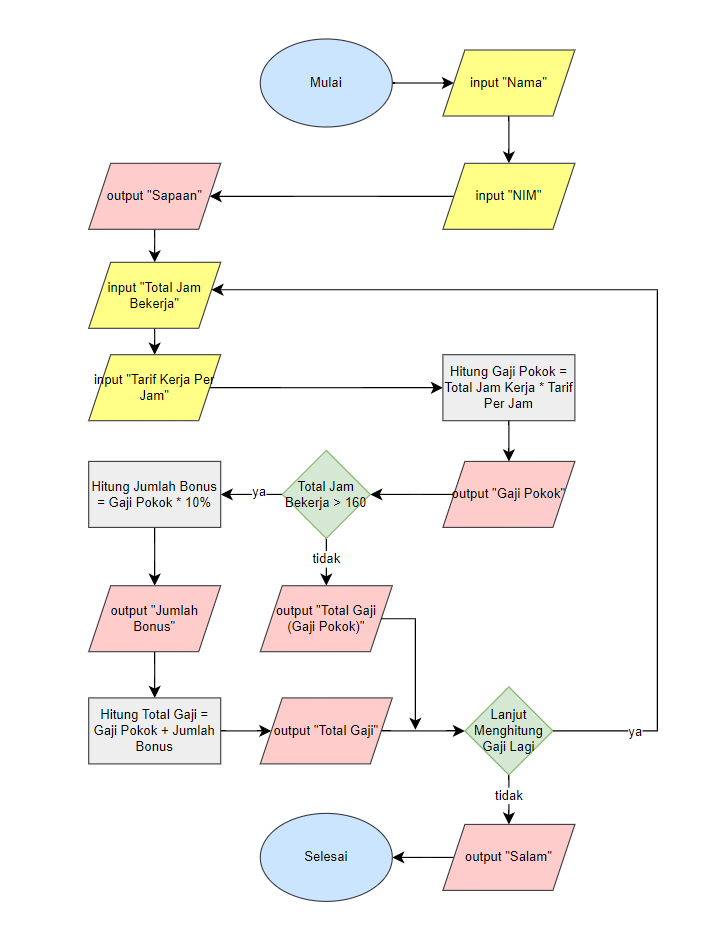 Mulai
input "Nama"
output "Sapaan"
input "NIM"
input "Total Jam
Bekerja"
input "Tarif Kerja Per
Jam"
Hitung Gaji Pokok =
Total Jam Kerja * Tarif
Per Jam
output "Gaji Pokok"
Total Jam
Bekerja > 160
ya
Hitung Jumlah Bonus
= Gaji Pokok * 10%
tidak
output "Jumlah
Bonus"
output "Total Gaji
(Gaji Pokok)"
Hitung Total Gaji =
Gaji Pokok + Jumlah
Bonus
output "Total Gaji"
Lanjut
Menghitung
Gaji Lagi
ya
tidak
output "Salam"
Selesai